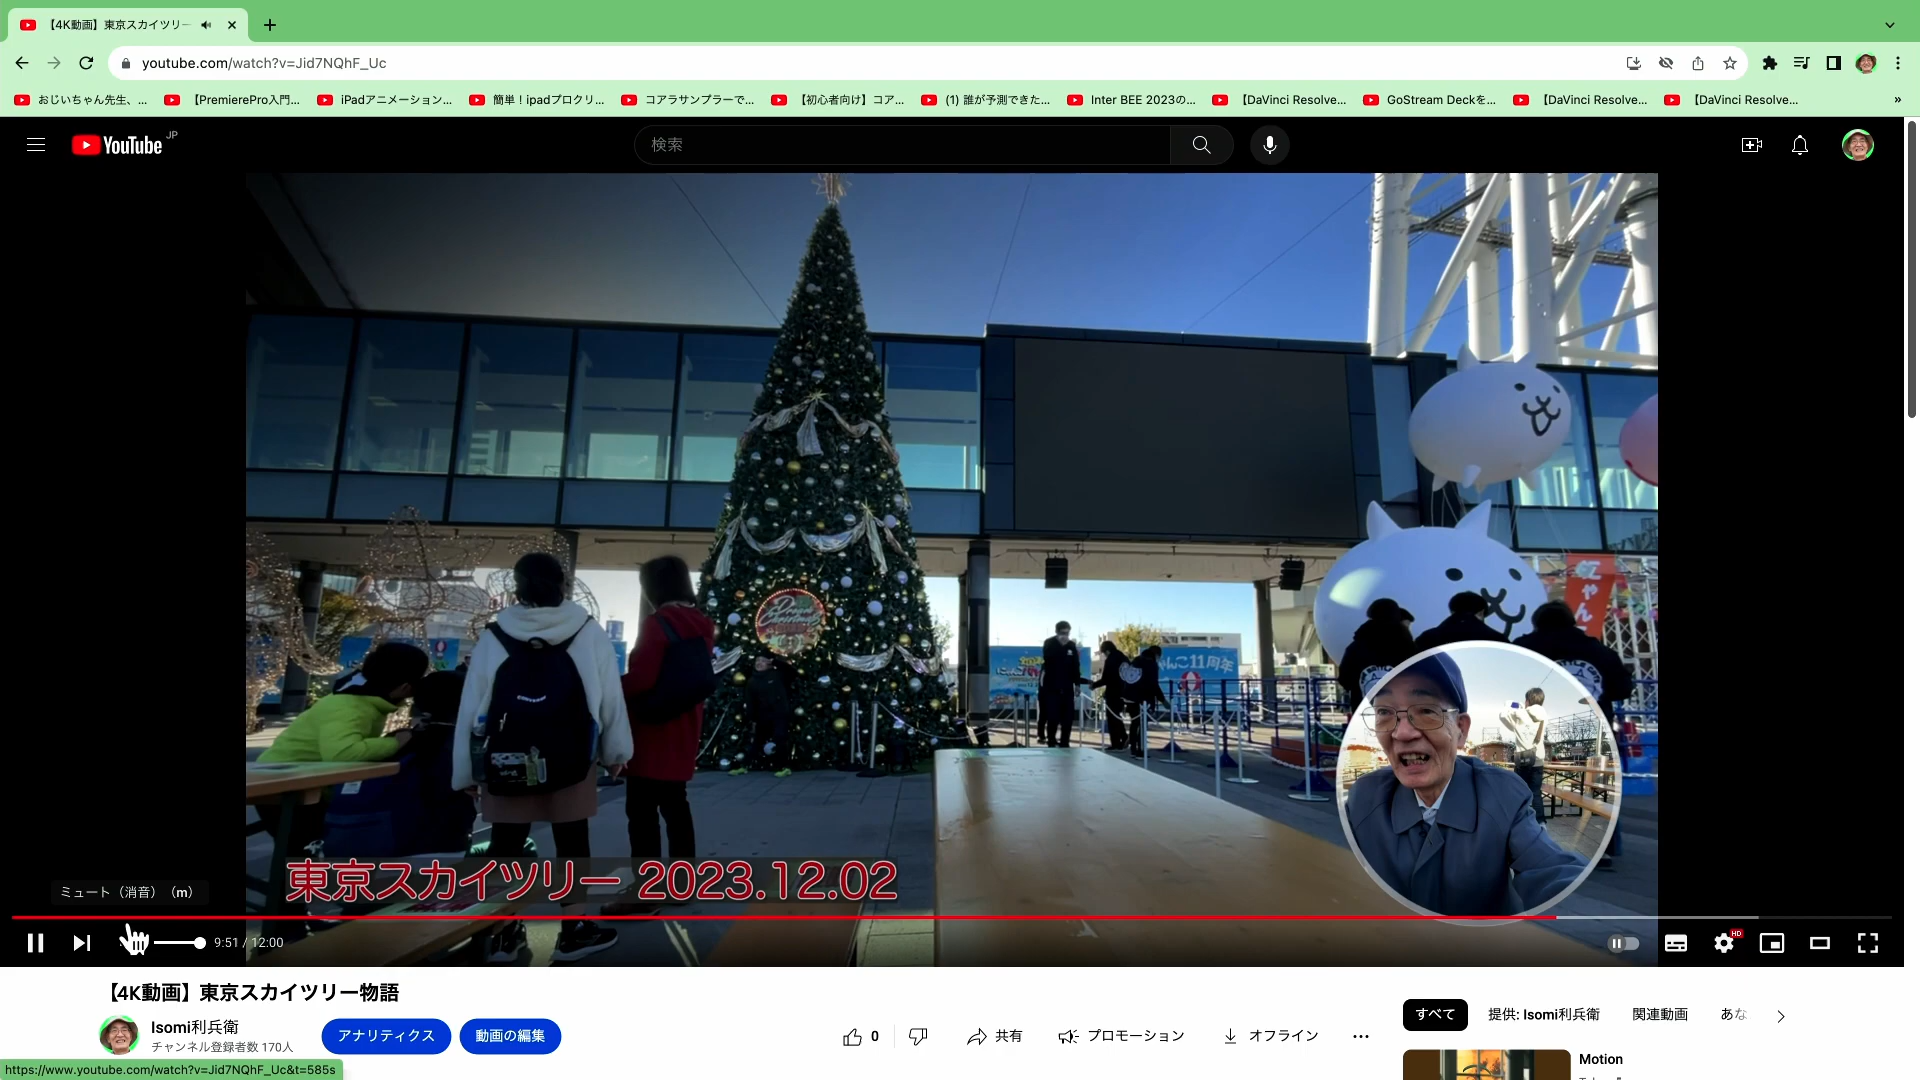 【4K動画】東京スカイツリー
youtube.com/watch?v=Jid7NQhF_Uc
おじいちゃん先生、...
【PremierePro入門...
iPadアニメーション...
簡単！ipadプロクリ...
コアラサンプラーで...
【初心者向け】コア...
(1) 誰が予測できた...
Inter BEE 2023の...
【DaVinci Resolve...
GoStream Deckを...
【DaVinci Resolve...
【DaVinci Resolve...
YouTube JP
検索
にゃんこ11周年
東京スカイツリー 2023.12.02
ミュート（消音）（m）
9:51 / 12:00
HD
【4K動画】東京スカイツリー物語
Isomi利兵衛
チャンネル登録者数 170人
アナリティクス
動画の編集
0
共有
プロモーション
オフライン
すべて
提供: Isomi利兵衛
関連動画
あな
Motion
https://www.youtube.com/watch?v=Jid7NQhF_Uc&t=585s